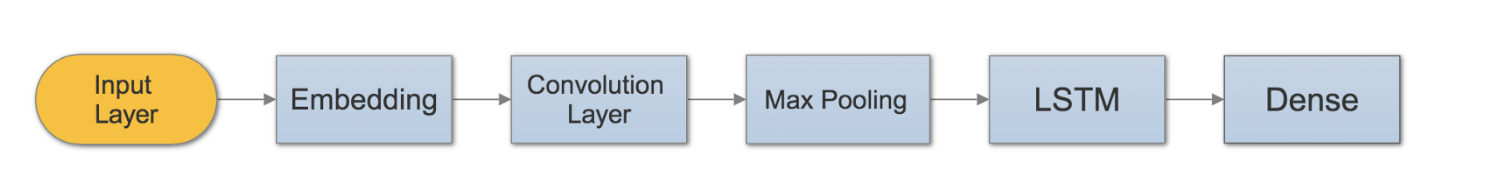 Input
Layer
Embedding
Convolution
Layer
Max Pooling
LSTM
Dense